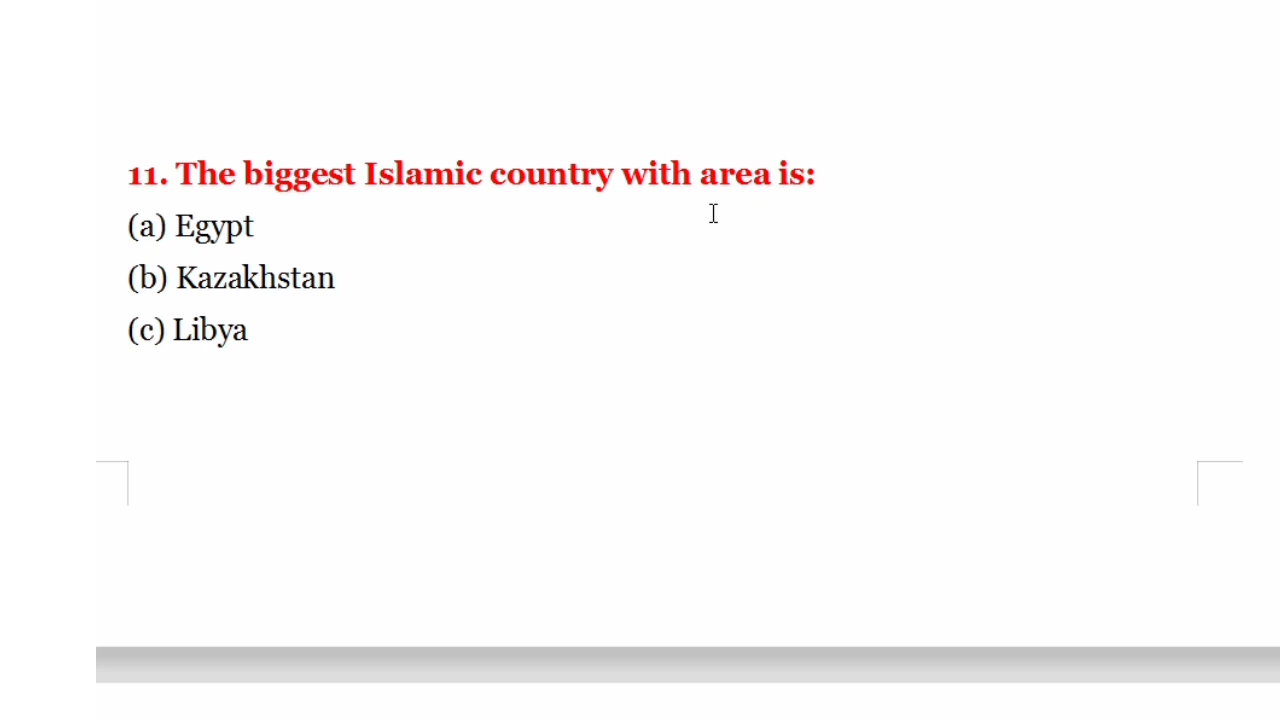 11. The biggest Islamic country with area is:
(a) Egypt
(b) Kazakhstan
(c) Libya